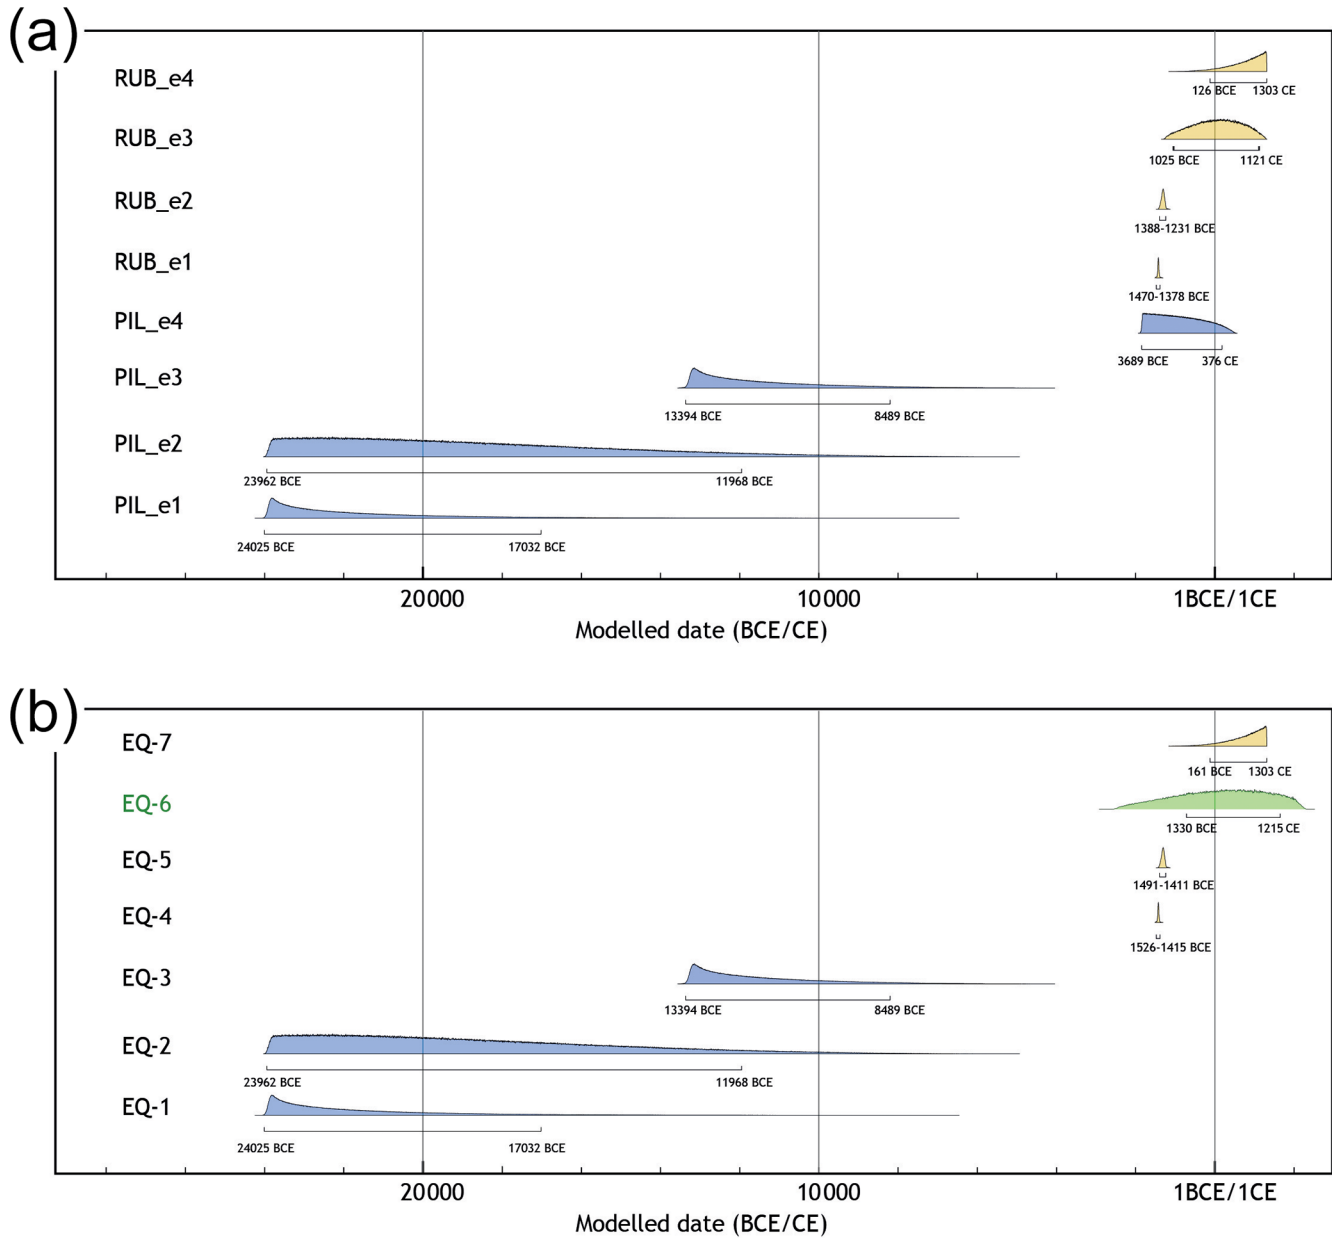 (a)
RUB_e4
126 BCE 1303 CE
RUB_e3
1025 BCE 1121 CE
RUB_e2
1388-1231 BCE
RUB_e1
1470-1378 BCE
PIL_e4
3689 BCE 376 CE
PIL_e3
13394 BCE 8489 BCE
PIL_e2
23962 BCE 11968 BCE
PIL_e1
24025 BCE 17032 BCE
20000 10000 1BCE/1CE
Modelled date (BCE/CE)
(b)
EQ-7
161 BCE 1303 CE
EQ-6
1330 BCE 1215 CE
EQ-5
1491-1411 BCE
EQ-4
1526-1415 BCE
EQ-3
13394 BCE 8489 BCE
EQ-2
23962 BCE 11968 BCE
EQ-1
24025 BCE 17032 BCE
20000 10000 1BCE/1CE
Modelled date (BCE/CE)